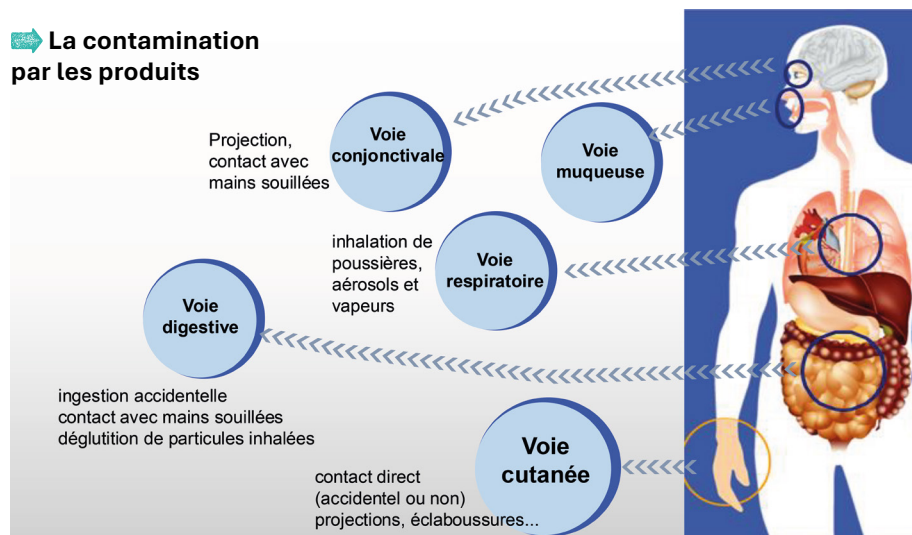 La contamination
par les produits
Projection,
contact avec
mains souillées
Voie
conjonctivale
Voie
muqueuse
inhalation de
poussières,
aérosols et
vapeurs
Voie
respiratoire
Voie
digestive
ingestion accidentelle
contact avec mains souillées
déglutition de particules inhalées
Voie
cutanée
contact direct
(accidentel ou non)
projections, éclaboussures...